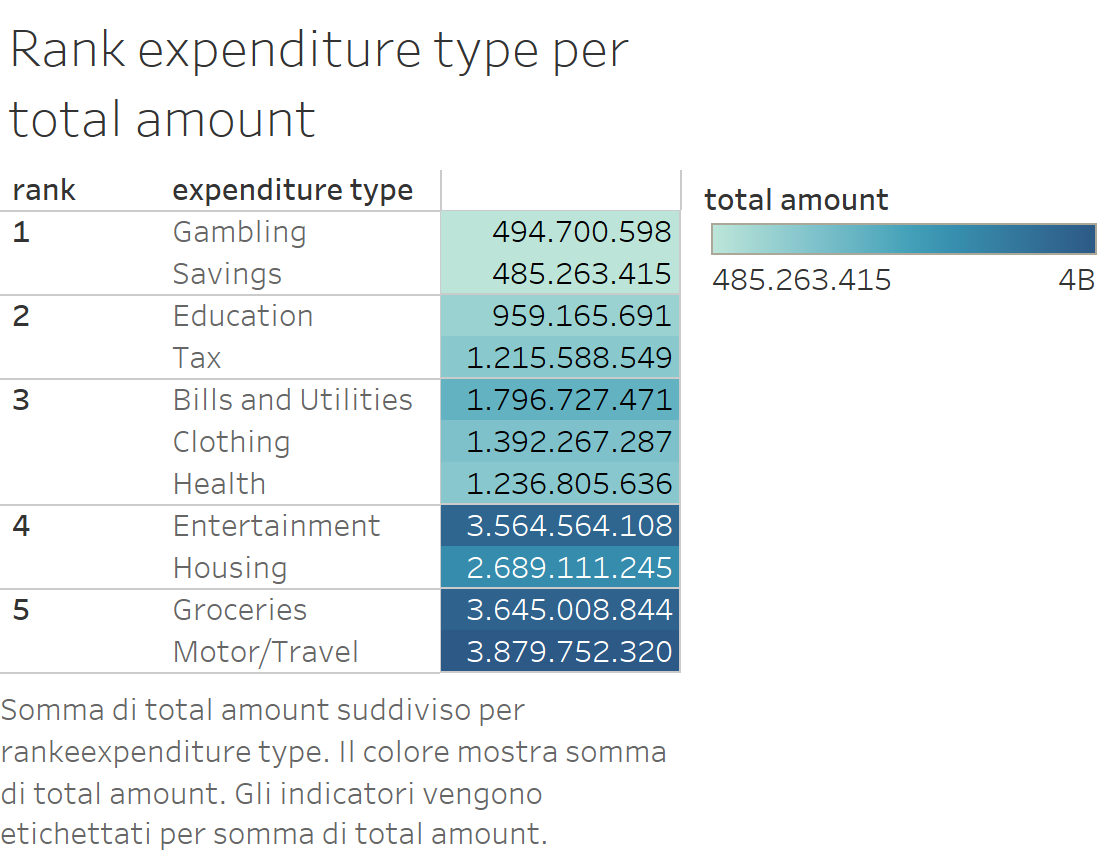 Rank expenditure type per
total amount
rank expenditure type
total amount
1 Gambling 494.700.598
Savings 485.263.415
485.263.415 4B
2 Education 959.165.691
Tax 1.215.588.549
3 Bills and Utilities 1.796.727.471
Clothing 1.392.267.287
Health 1.236.805.636
4 Entertainment 3.564.564.108
Housing 2.689.111.245
5 Groceries 3.645.008.844
Motor/Travel 3.879.752.320
Somma di total amount suddiviso per
rankeexpenditure type. Il colore mostra somma
di total amount. Gli indicatori vengono
etichettati per somma di total amount.